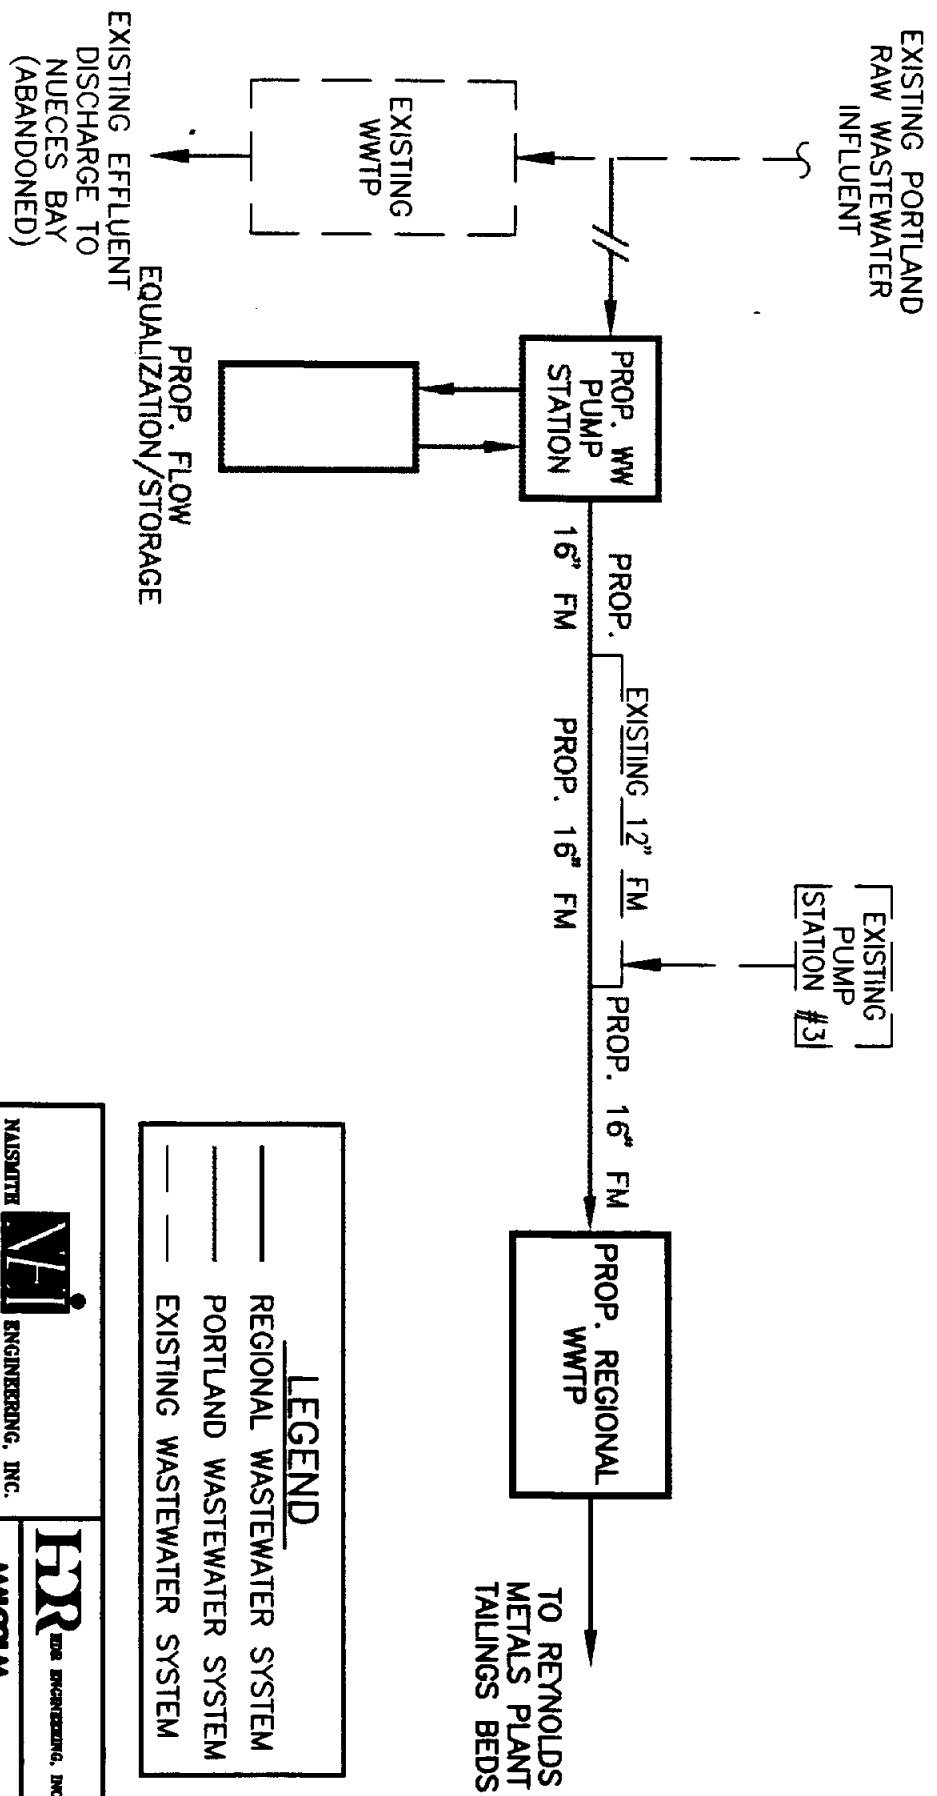 EXISTING PORTLAND
RAW WASTEWATER
INFLUENT
EXISTING
WWTP
EXISTING EFFLUENT
DISCHARGE TO
NUECES BAY
(ABANDONED)
PROP. WW
PUMP
STATION
PROP. FLOW
EQUALIZATION/STORAGE
PROP.
16" FM
EXISTING 12" FM
PROP. 16" FM
EXISTING
PUMP
STATION #3
PROP. 16" FM
PROP. REGIONAL
WWTP
TO REYNOLDS
METALS PLANT
TAILINGS BEDS
LEGEND
REGIONAL WASTEWATER SYSTEM
PORTLAND WASTEWATER SYSTEM
EXISTING WASTEWATER SYSTEM
NAISMITH NEI ENGINEERING, INC.
HDR HDR ENGINEERING, INC